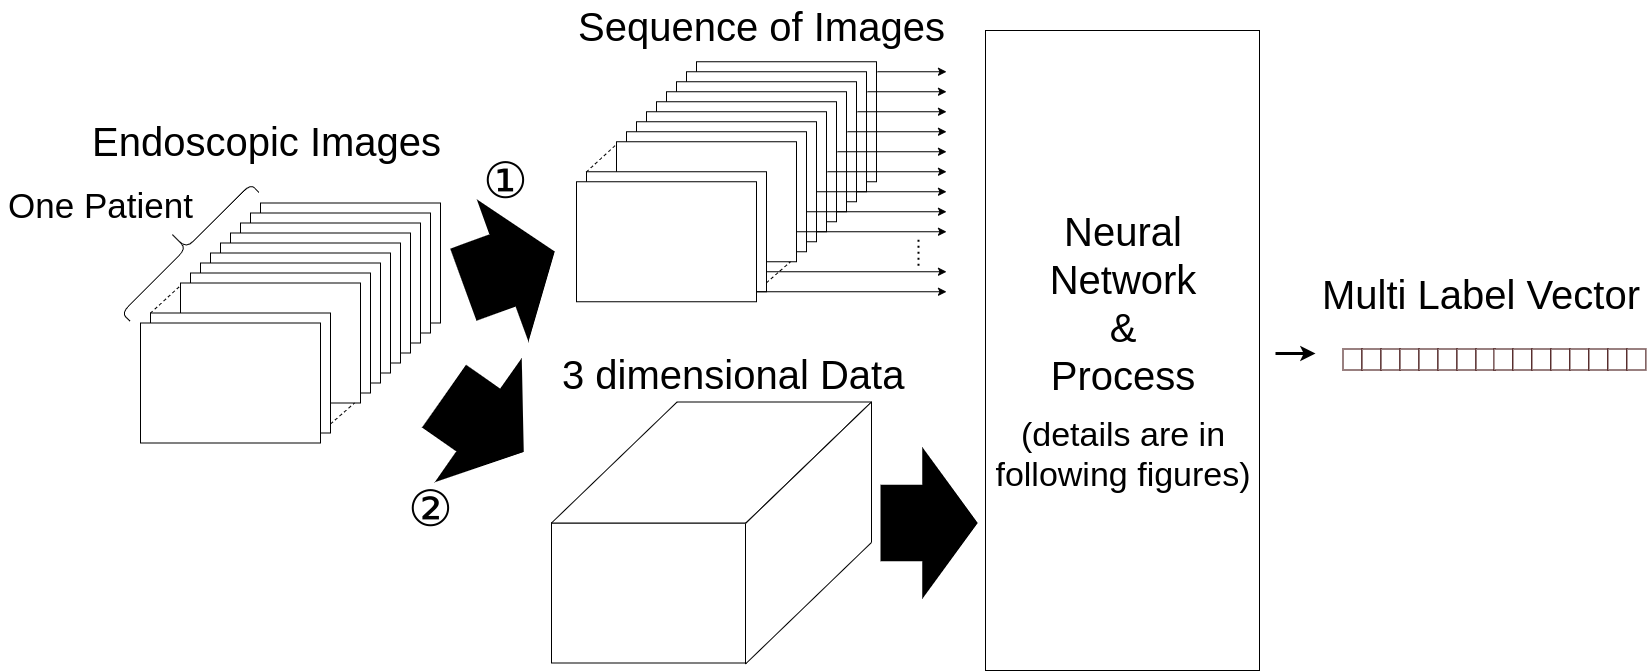 Sequence of Images
Endoscopic Images
①
One Patient
3 dimensional Data
②
Neural
Network
&
Process
(details are in
following figures)
Multi Label Vector